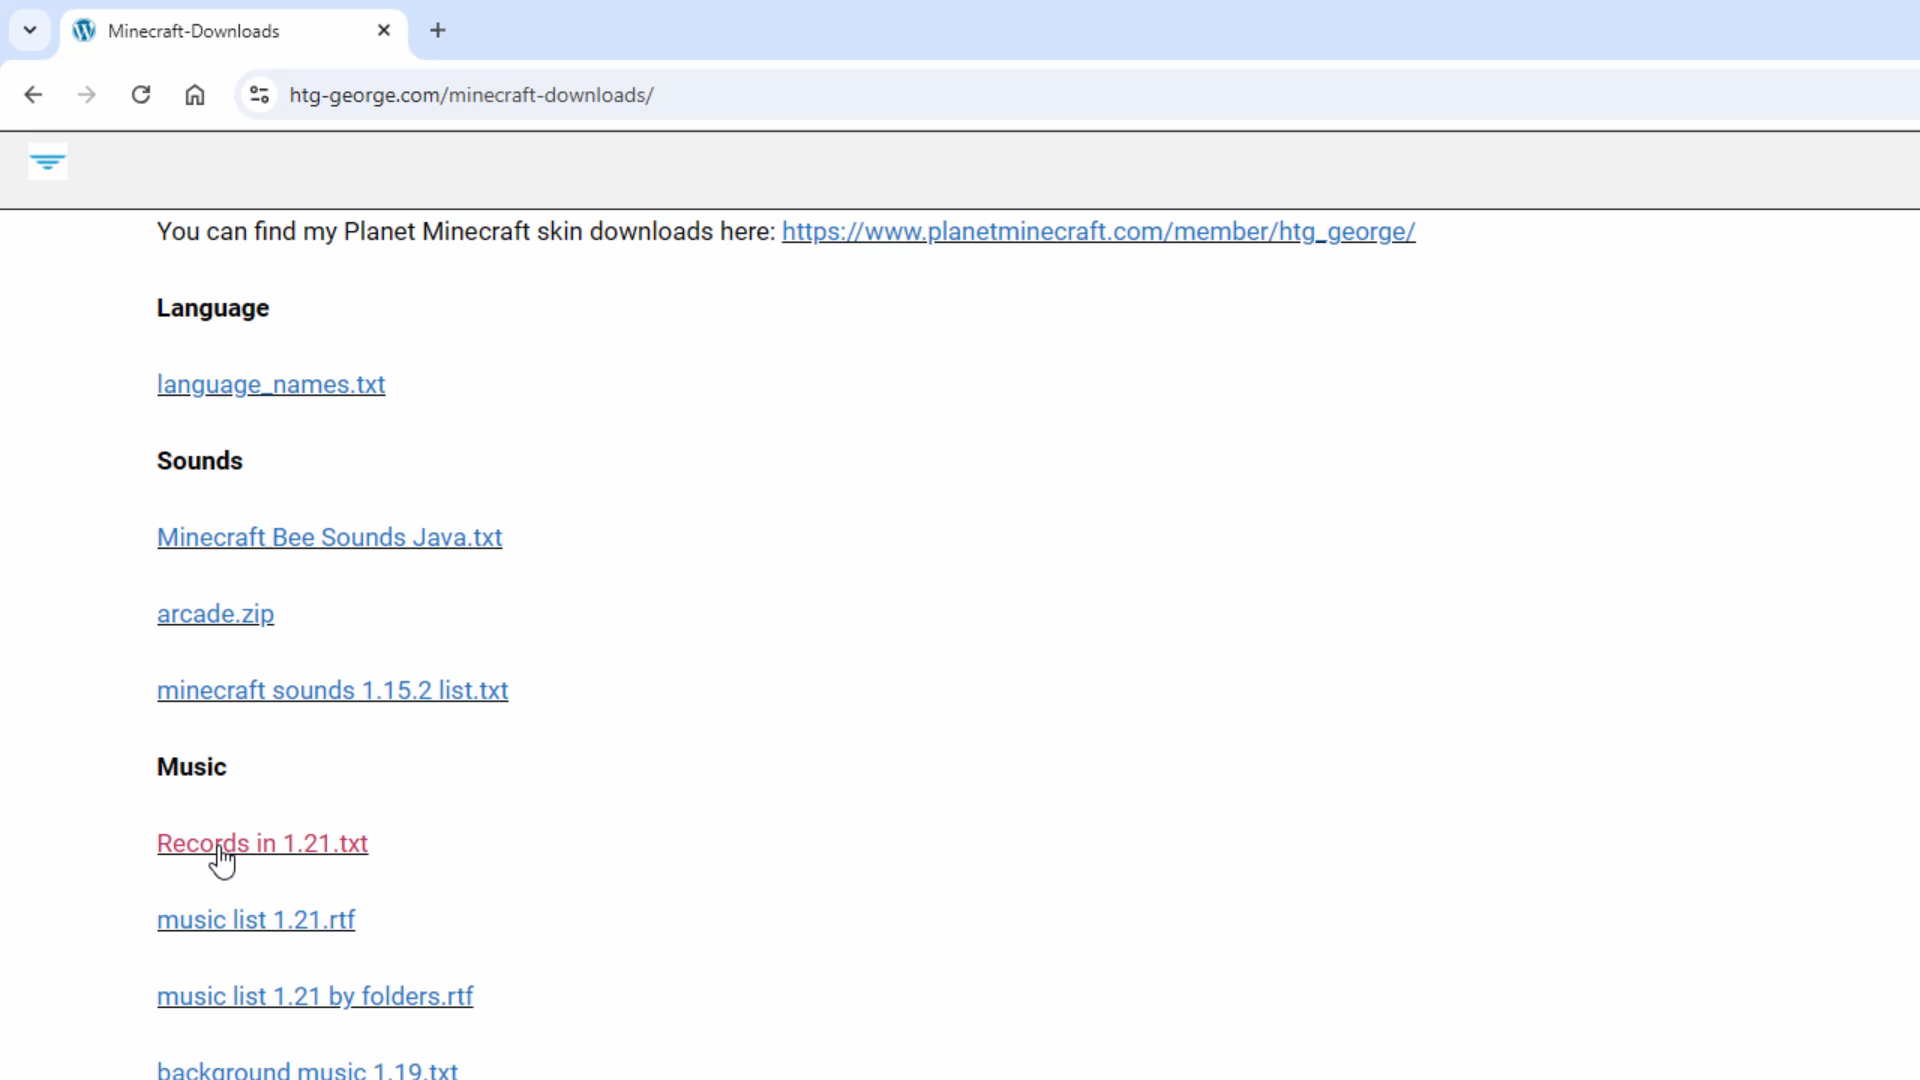 Minecraft-Downloads
htg-george.com/minecraft-downloads/
You can find my Planet Minecraft skin downloads here: https://www.planetminecraft.com/member/htg_george/
Language
language_names.txt
Sounds
Minecraft Bee Sounds Java.txt
arcade.zip
minecraft sounds 1.15.2 list.txt
Music
Records in 1.21.txt
music list 1.21.rtf
music list 1.21 by folders.rtf
background music 1.19.txt